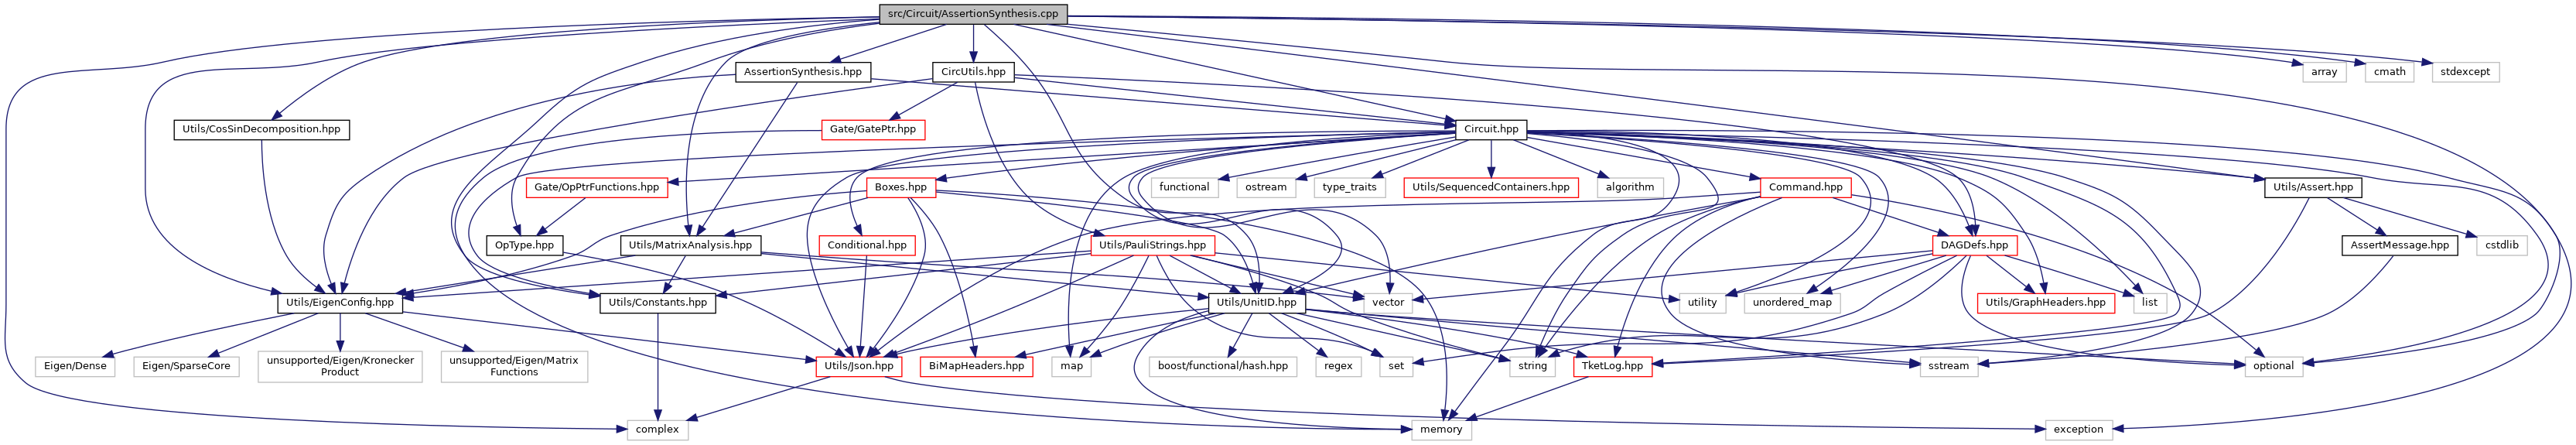 src/Circuit/AssertionSynthesis.cpp
AssertionSynthesis.hpp
CircUtils.hpp
array
cmath
stdexcept
Utils/CosSinDecomposition.hpp
Gate/GatePtr.hpp
Circuit.hpp
Gate/OpPtrFunctions.hpp
Boxes.hpp
functional
ostream
type_traits
Utils/SequencedContainers.hpp
algorithm
Command.hpp
Utils/Assert.hpp
OpType.hpp
Utils/MatrixAnalysis.hpp
Conditional.hpp
Utils/PauliStrings.hpp
DAGDefs.hpp
AssertMessage.hpp
cstdlib
Utils/EigenConfig.hpp
Utils/Constants.hpp
Utils/UnitID.hpp
vector
utility
unordered_map
Utils/GraphHeaders.hpp
list
Eigen/Dense
Eigen/SparseCore
unsupported/Eigen/Kronecker
Product
unsupported/Eigen/Matrix
Functions
Utils/Json.hpp
BiMapHeaders.hpp
map
boost/functional/hash.hpp
regex
set
string
TketLog.hpp
sstream
optional
complex
memory
exception